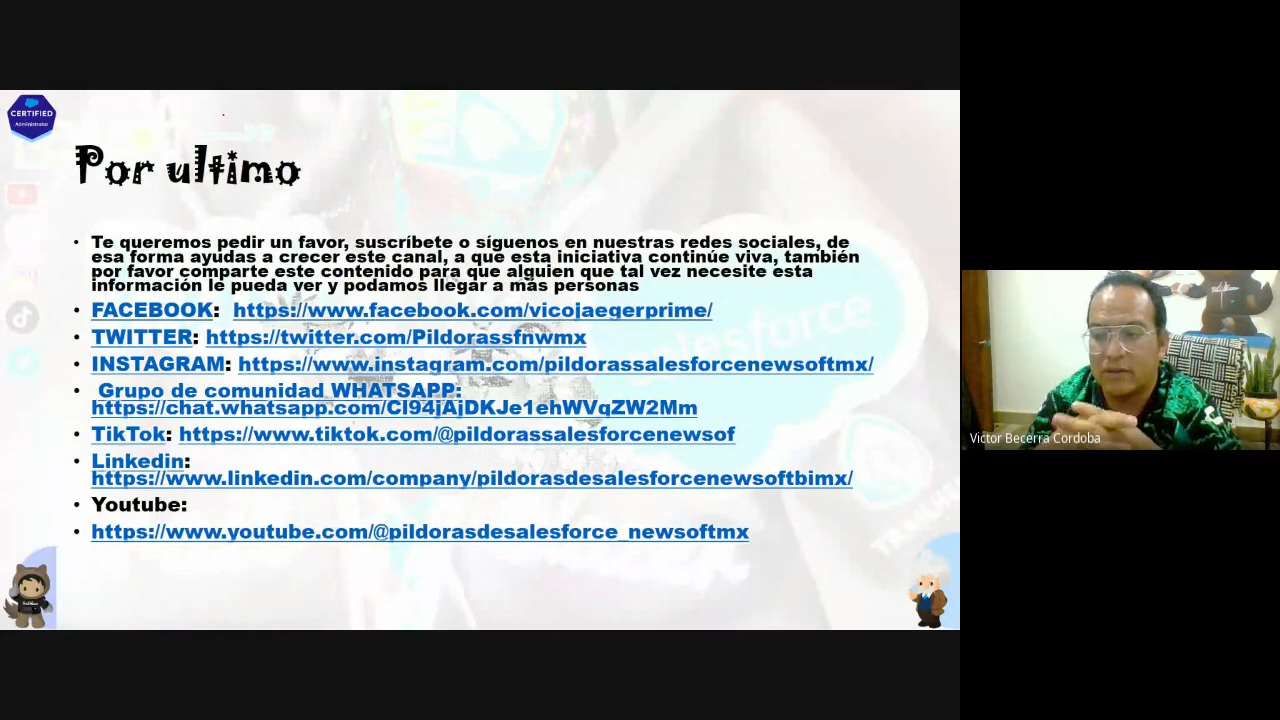 CERTIFIED
Administrator
Por ultimo
• Te queremos pedir un favor, suscríbete o síguenos en nuestras redes sociales, de
esa forma ayudas a crecer este canal, a que esta iniciativa continúe viva, también
por favor comparte este contenido para que alguien que tal vez necesite esta
información le pueda ver y podamos llegar a más personas
• FACEBOOK: https://www.facebook.com/vicojaegerprime/
• TWITTER: https://twitter.com/Pildorassfnwmx
• INSTAGRAM: https://www.instagram.com/pildorassalesforcenewsoftmx/
• Grupo de comunidad WHATSAPP:
https://chat.whatsapp.com/Cl94jAjDKJe1ehWVqZW2Mm
• TikTok: https://www.tiktok.com/@pildorassalesforcenewsof
• Linkedin:
https://www.linkedin.com/company/pildorasdesalesforcenewsoftbimx/
• Youtube:
• https://www.youtube.com/@pildorasdesalesforce_newsoftmx
salesforce
Victor Becerra Cordoba